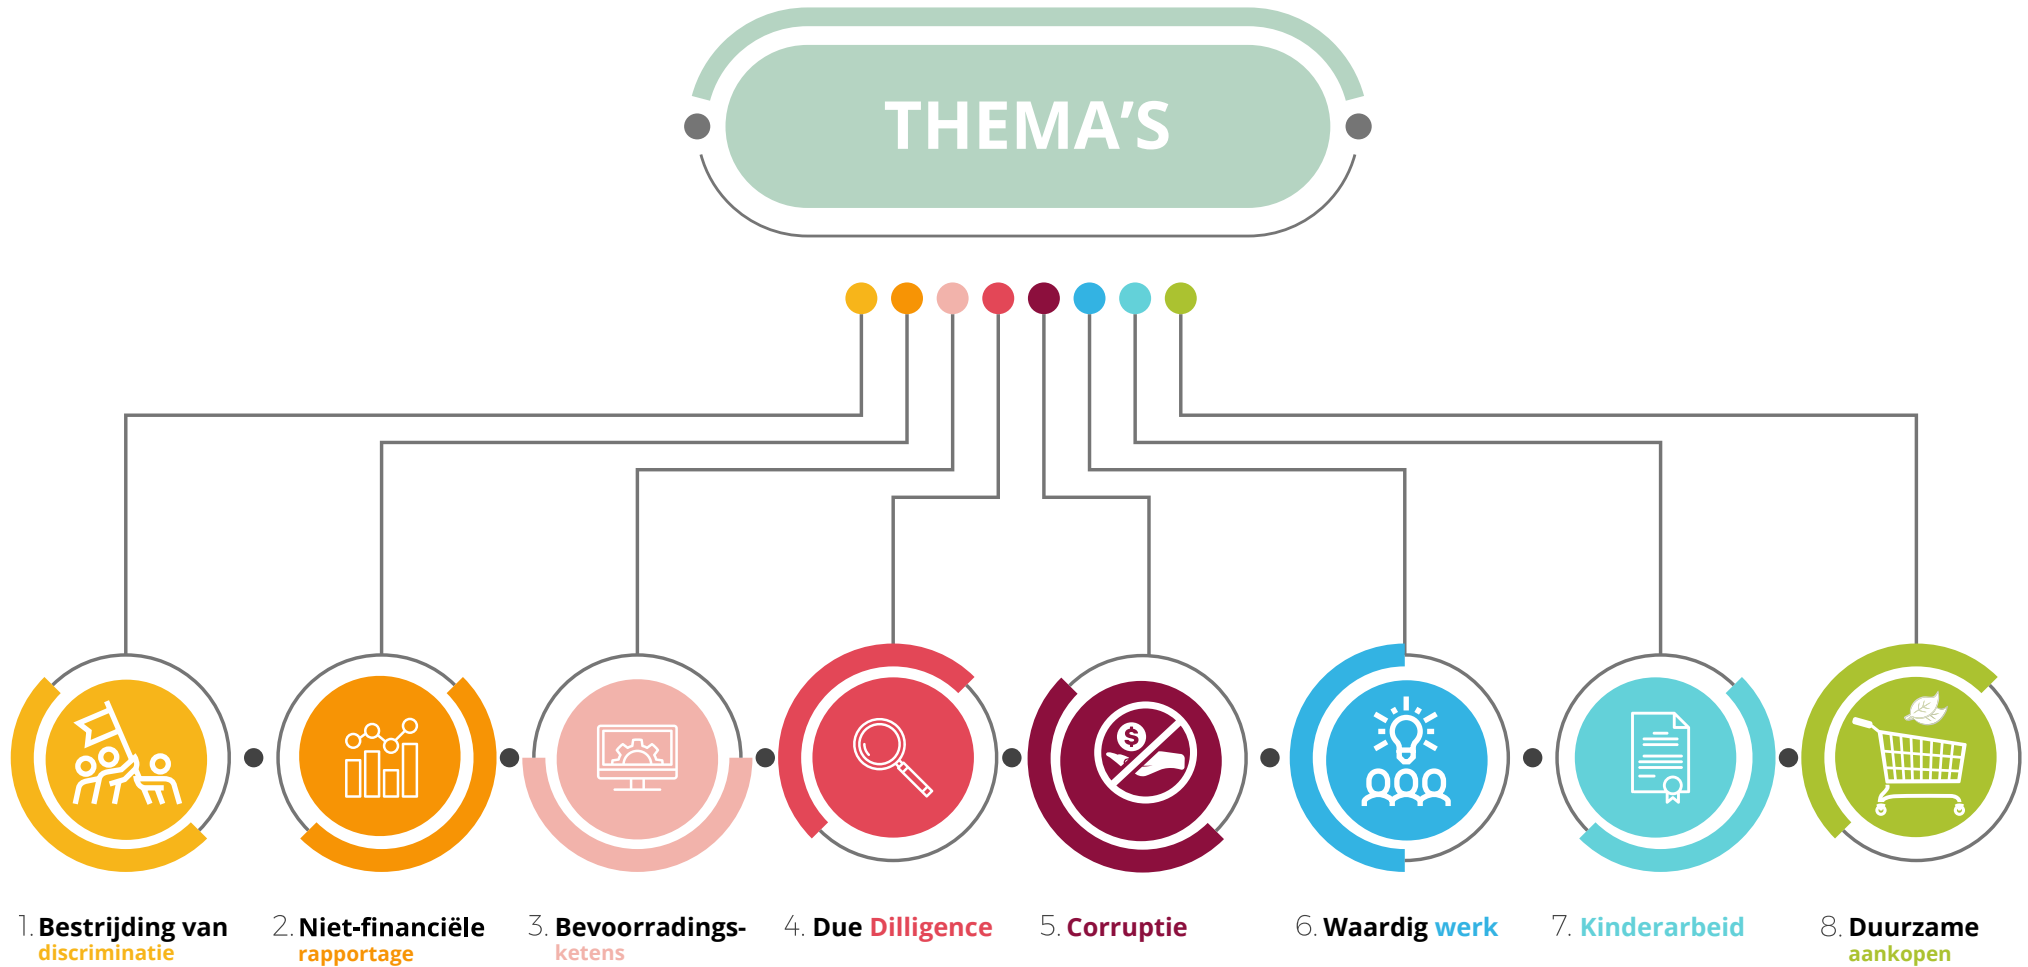 THEMA’S
$
1. Bestrijding van
discriminatie
2. Niet-financiële
rapportage
3. Bevoorradings-
ketens
4. Due Dilligence
5. Corruptie
6. Waardig werk
7. Kinderarbeid
8. Duurzame
aankopen